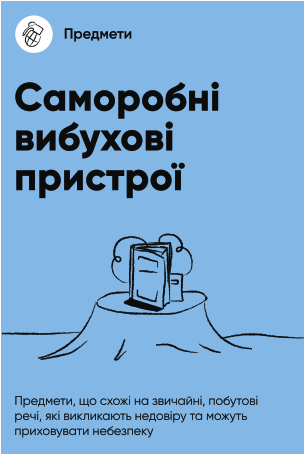 Предмети
Саморобні
вибухові
пристрої
Предмети, що схожі на звичайні, побутові
речі, які викликають недовіру та можуть
приховувати небезпеку